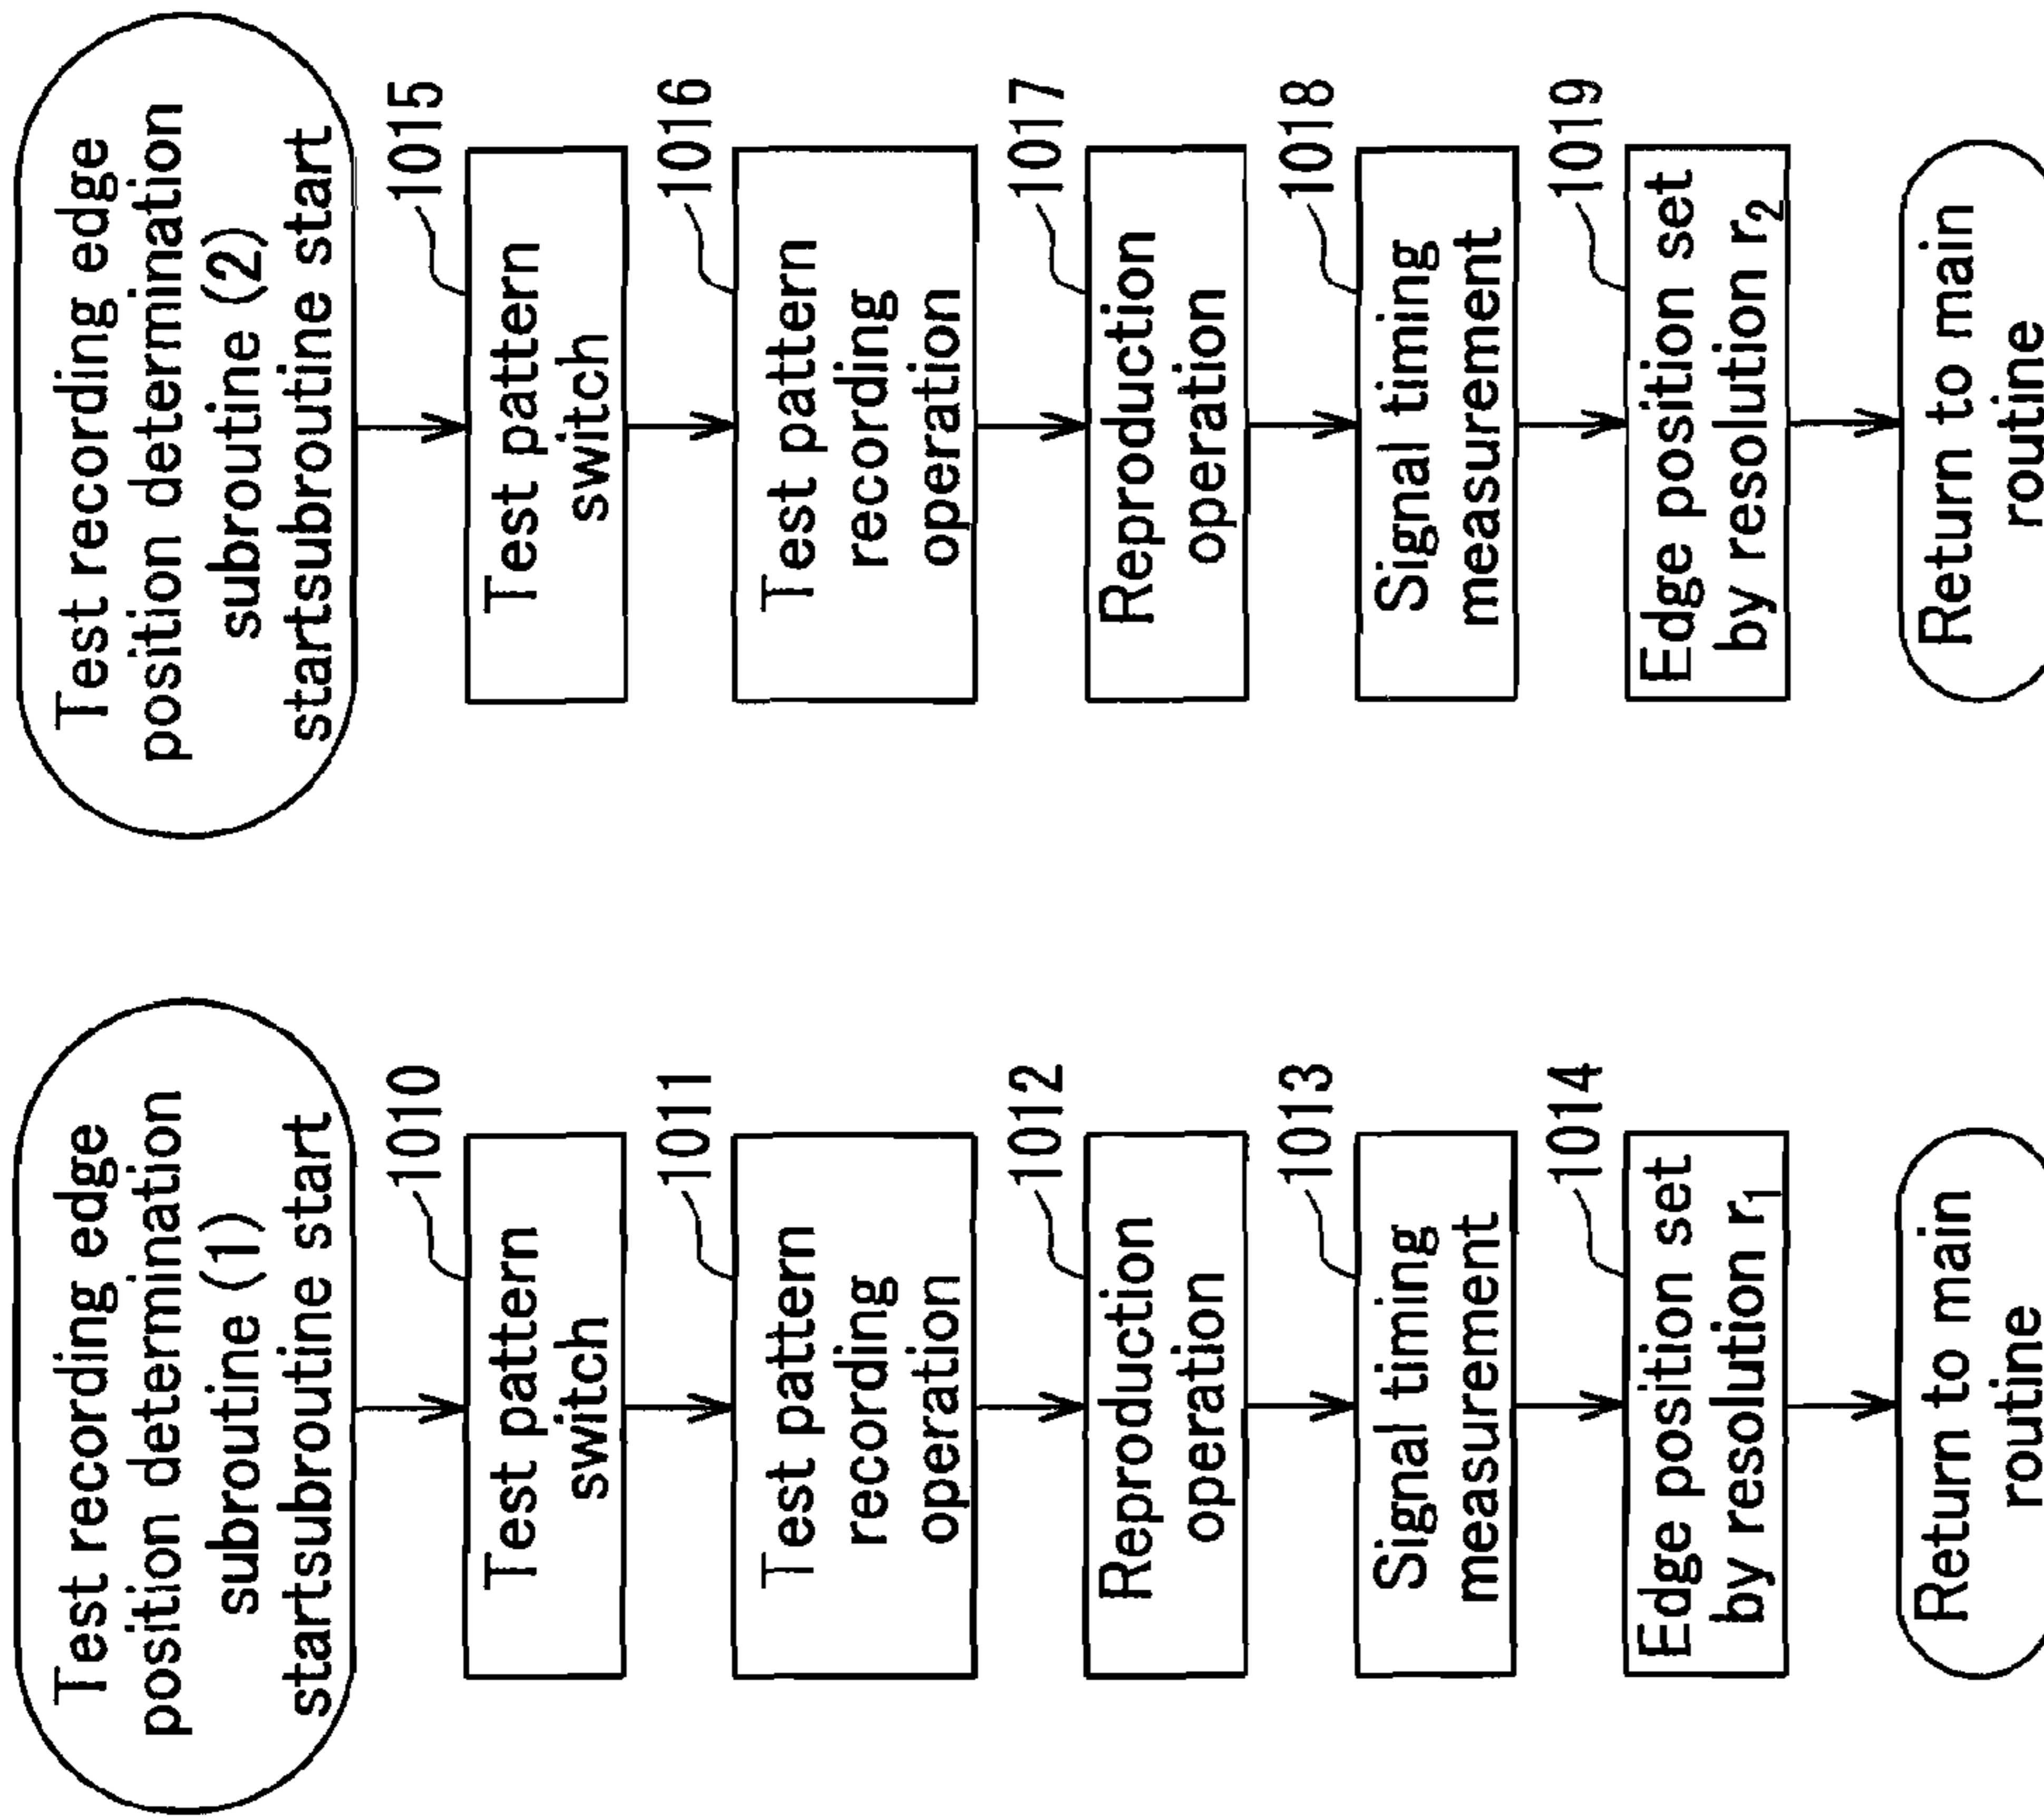 Test recording edge
position determination
subroutine (1)
startsubroutine start
1010
Test pattern
switch
1011
Test pattern
recording
operation
1012
Reproduction
operation
1013
Signal timing
measurement
1014
Edge position set
by resolution r1
Return to main
routine
Test recording edge
position determination
subroutine (2)
startsubroutine start
1015
Test pattern
switch
1016
Test pattern
recording
operation
1017
Reproduction
operation
1018
Signal timing
measurement
1019
Edge position set
by resolution r2
Return to main
routine